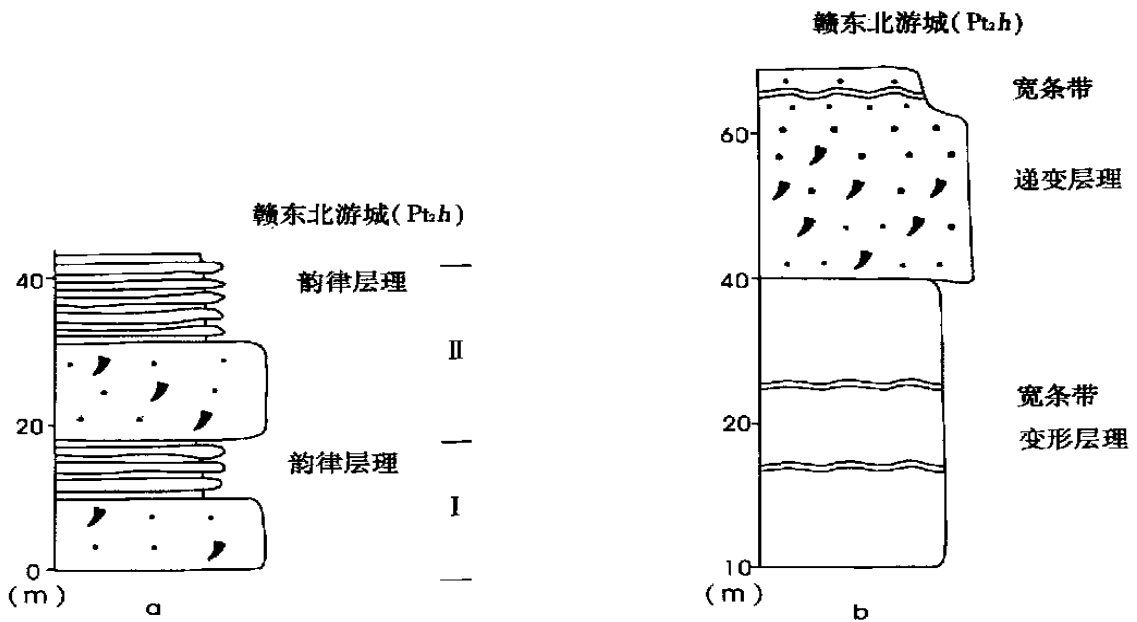 赣东北游城(Pt₂h)
韵律层理
40
II
20
韵律层理
I
0
(m)
a
赣东北游城(Pt₂h)
宽条带
60
递变层理
40
宽条带
20
变形层理
10
(m)
b